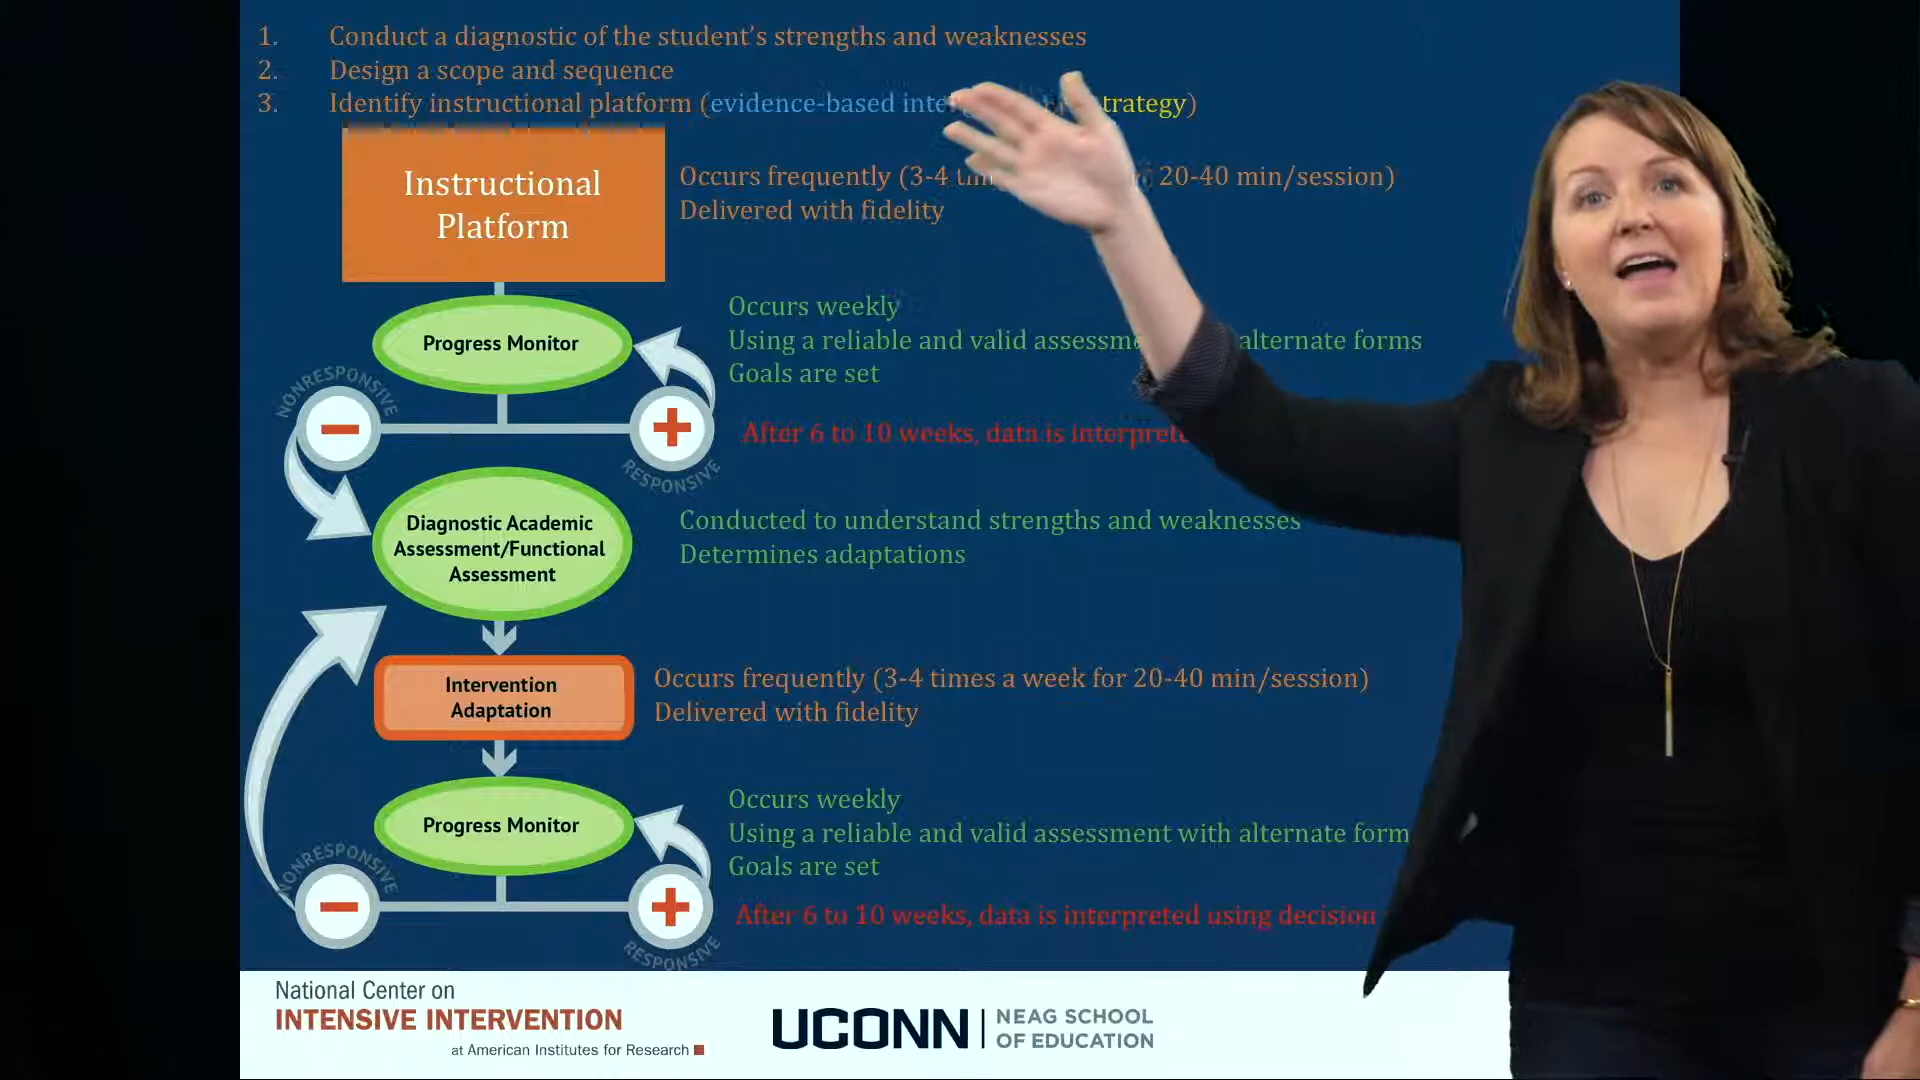 1. Conduct a diagnostic of the student's strengths and weaknesses
2. Design a scope and sequence
3. Identify instructional platform (evidence-based trategy)
Instructional
Platform
Occurs frequently (3-4 20-40 min/session)
Delivered with fidelity
Progress Monitor
Occurs weekly
Using a reliable and valid alternate forms
Goals are set
NONRESPONSIVE
RESPONSIVE
After 6 to 10 weeks, data is
Diagnostic Academic
Assessment/Functional
Assessment
Conducted to understand strengths and weaknesses
Determines adaptations
Intervention
Adaptation
Occurs frequently (3-4 times a week for 20-40 min/session)
Delivered with fidelity
Progress Monitor
Occurs weekly
Using a reliable and valid assessment with alternate form
Goals are set
NONRESPONSIVE
RESPONSIVE
After 6 to 10 weeks, data is interpreted using decision
National Center on
INTENSIVE INTERVENTION
at American Institutes for Research
UCONN
NEAG SCHOOL
OF EDUCATION